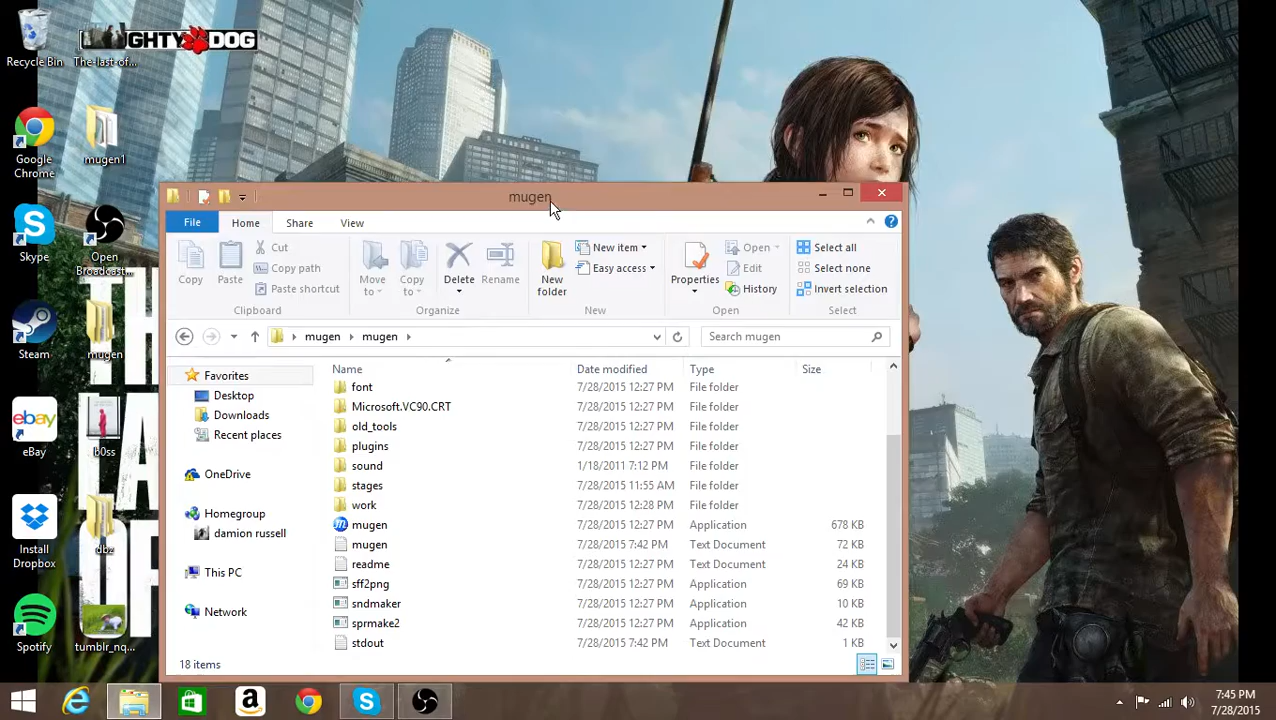 Recycle Bin
The-last-of...
GHTY DOG
Google Chrome
mugen1
Skype
Open Broadcast...
Steam
mugen
ebay
eBay
b0ss
Install Dropbox
dbz
Spotify
tumblr_nq...
mugen
File Home Share View
Copy
Paste
Cut
Copy path
Paste shortcut
Clipboard
Move to
Copy to
Delete
Rename
Organize
New folder
New item
Easy access
New
Properties
Open
Edit
History
Open
Select all
Select none
Invert selection
Select
mugen mugen
Search mugen
Name Date modified Type Size
Favorites
Desktop
Downloads
Recent places
OneDrive
Homegroup
damion russell
This PC
Network
font 7/28/2015 12:27 PM File folder
Microsoft.VC90.CRT 7/28/2015 12:27 PM File folder
old_tools 7/28/2015 12:27 PM File folder
plugins 7/28/2015 12:27 PM File folder
sound 1/18/2011 7:12 PM File folder
stages 7/28/2015 11:55 AM File folder
work 7/28/2015 12:28 PM File folder
mugen 7/28/2015 12:27 PM Application 678 KB
mugen 7/28/2015 7:42 PM Text Document 72 KB
readme 7/28/2015 12:27 PM Text Document 24 KB
sff2png 7/28/2015 12:27 PM Application 69 KB
sndmaker 7/28/2015 12:27 PM Application 10 KB
sprmake2 7/28/2015 12:27 PM Application 42 KB
stdout 7/28/2015 7:42 PM Text Document 1 KB
18 items
7:45 PM
7/28/2015